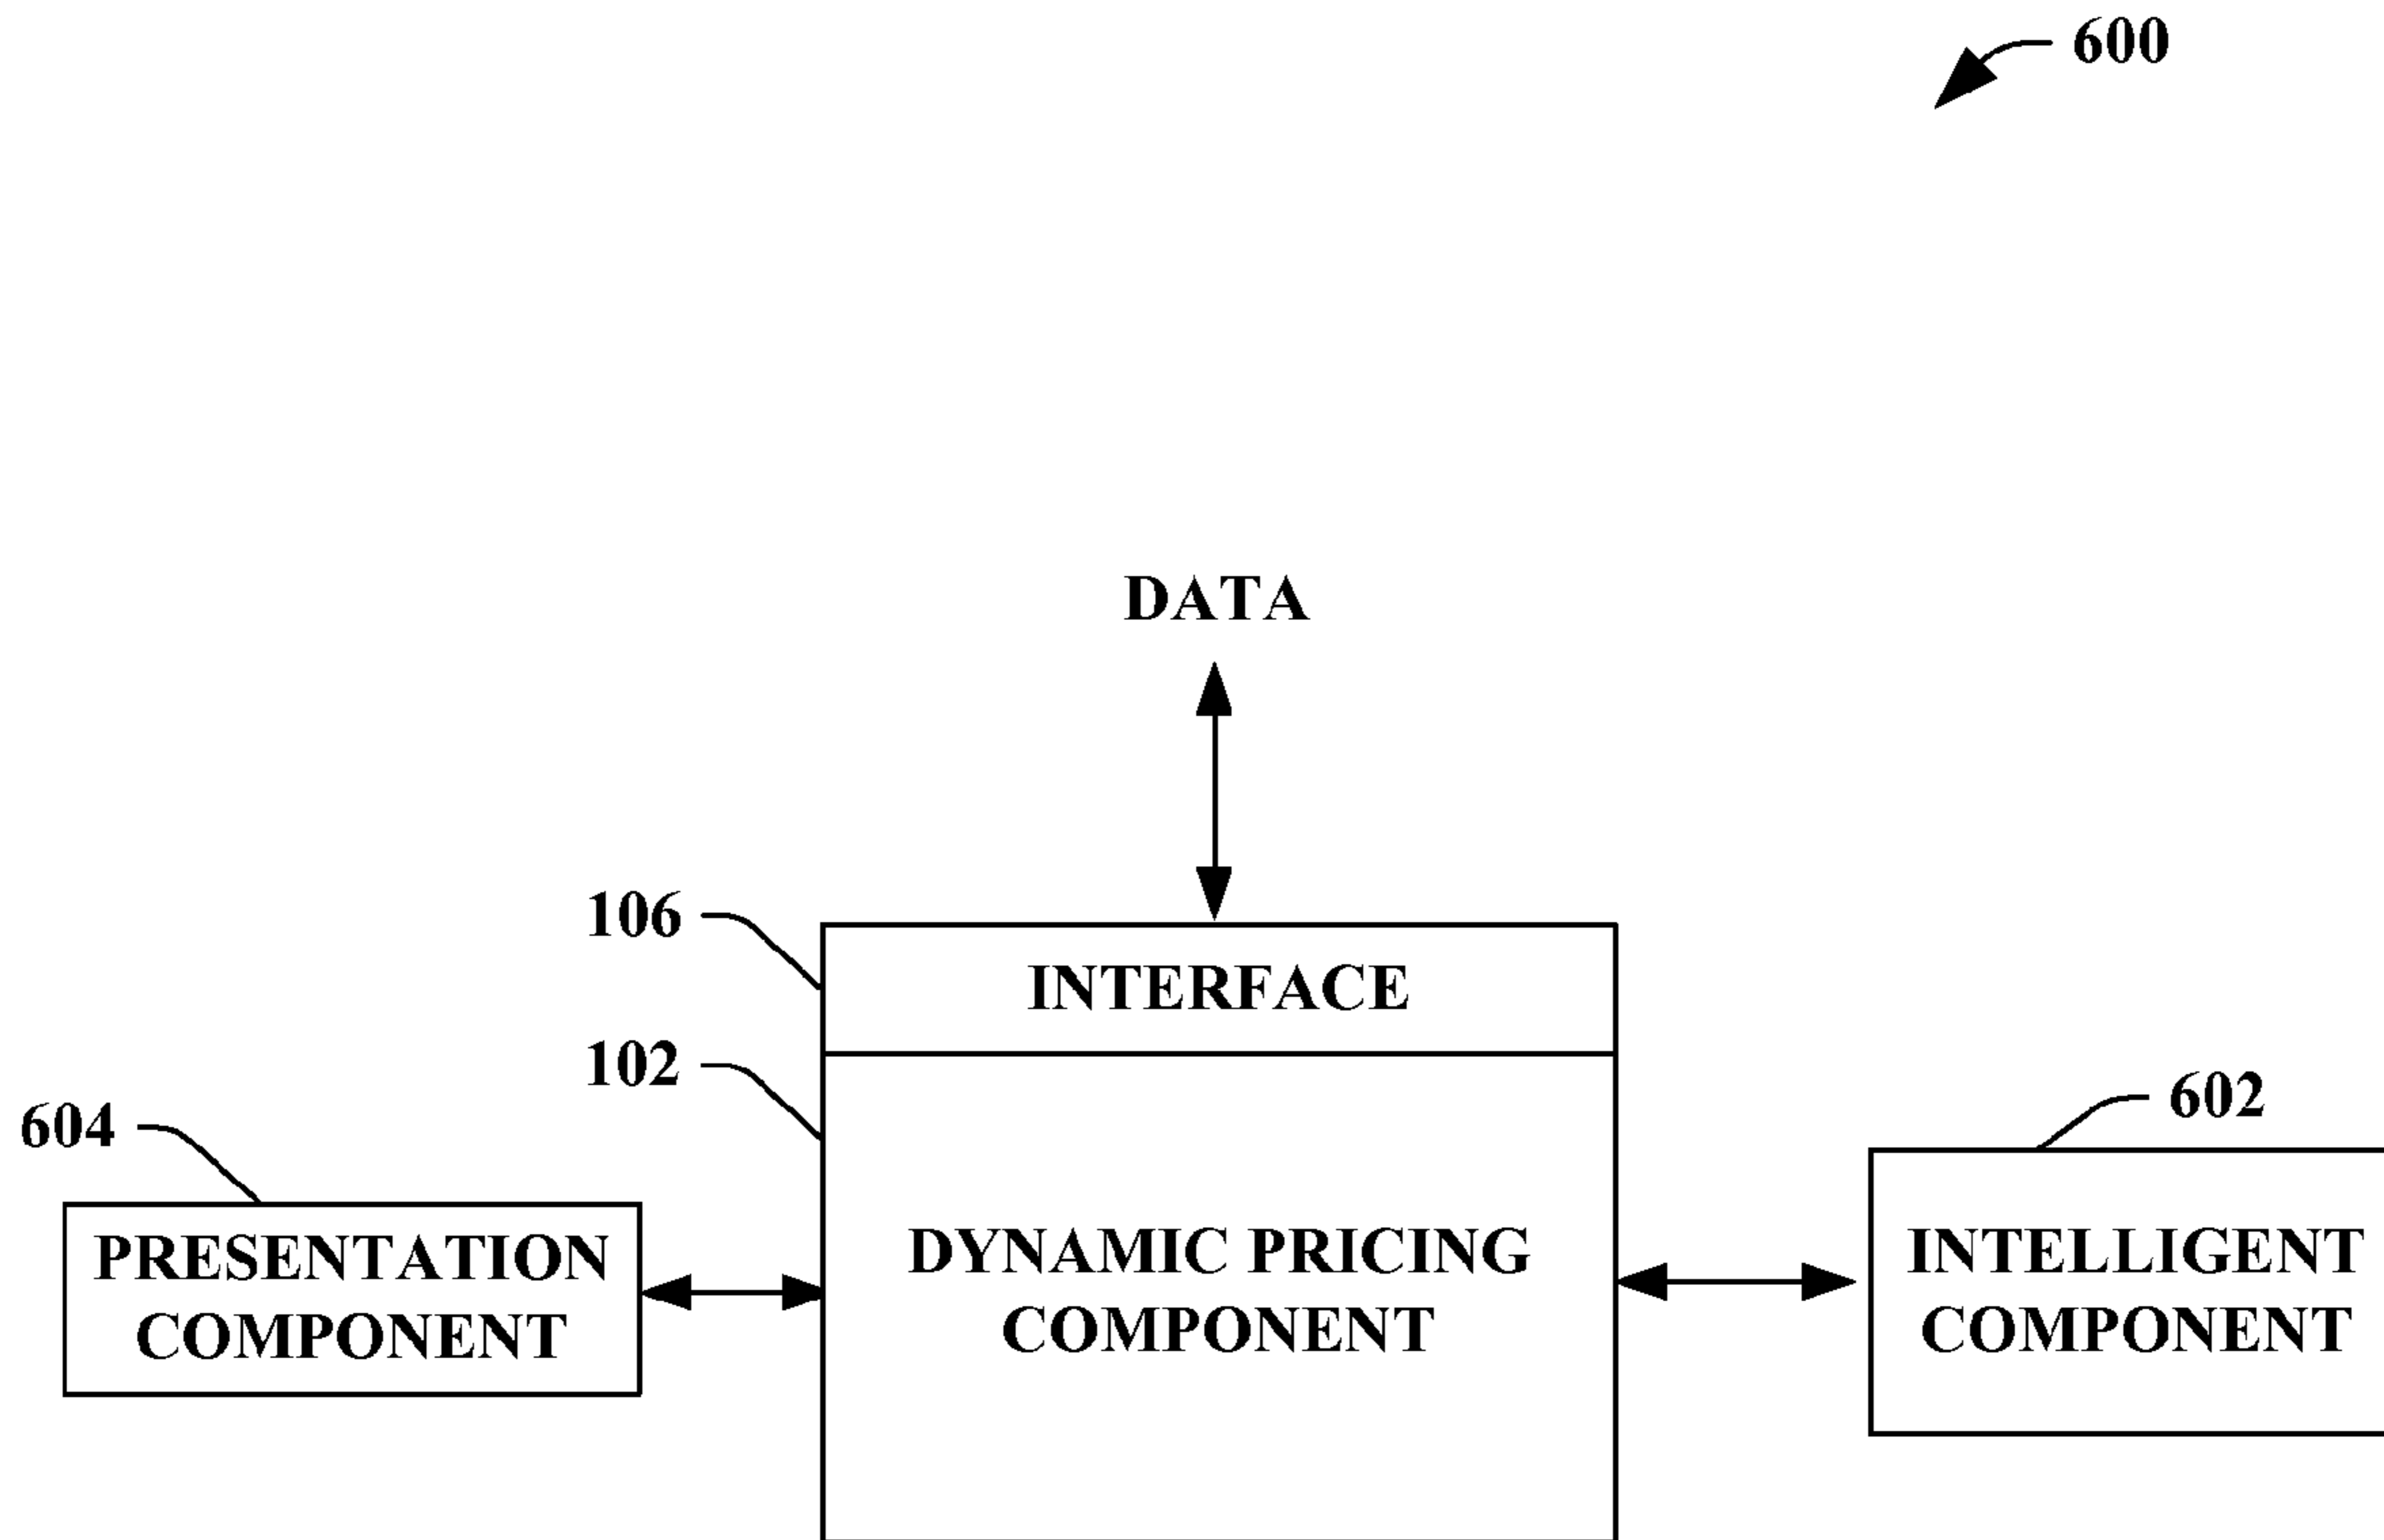 600
DATA
106
INTERFACE
102
604
602
PRESENTATION
COMPONENT
DYNAMIC PRICING
COMPONENT
INTELLIGENT
COMPONENT